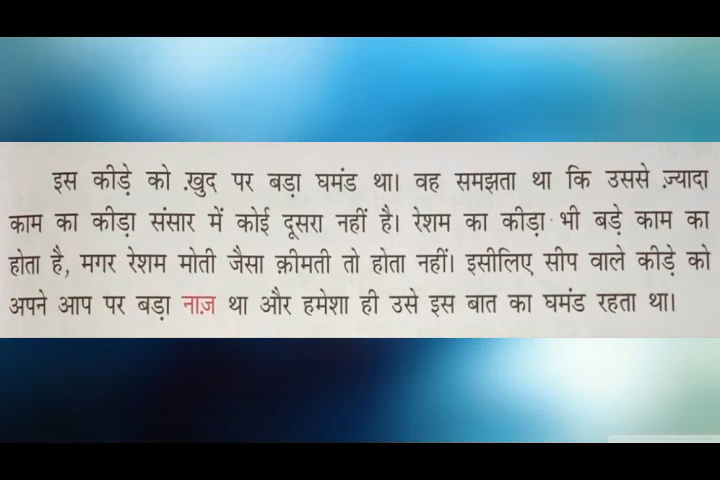 इस कीड़े को ख़ुद पर बड़ा घमंड था। वह समझता था कि उससे ज़्यादा
काम का कीड़ा संसार में कोई दूसरा नहीं है। रेशम का कीड़ा भी बड़े काम का
होता है, मगर रेशम मोती जैसा क़ीमती तो होता नहीं। इसीलिए सीप वाले कीड़े को
अपने आप पर बड़ा नाज़ था और हमेशा ही उसे इस बात का घमंड रहता था।